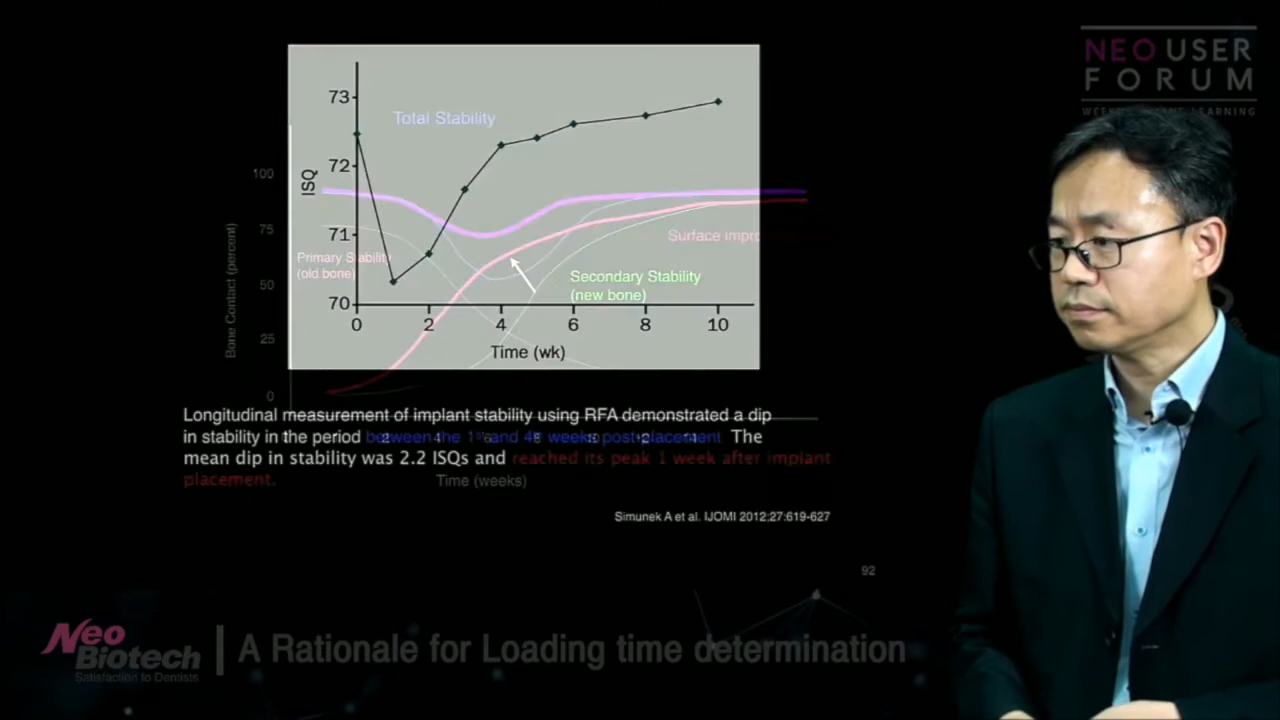 NEO USER
FORUM
73
Total Stability
72
ISQ
100
75
71
Surface impro
Primary Stability
(old bone)
Secondary Stability
(new bone)
50
70
25
0
Bone Contact (percent)
0 2 4 6 8 10
Time (wk)
Longitudinal measurement of implant stability using RFA demonstrated a dip
in stability in the period between the 1st and 4th weeks post-placement. The
mean dip in stability was 2.2 ISQs and reached its peak 1 week after implant
placement.
Time (weeks)
Simunek A et al. IJOMI 2012;27:619-627
92
Neo
Biotech
Satisfaction to Dentists
A Rationale for Loading time determination